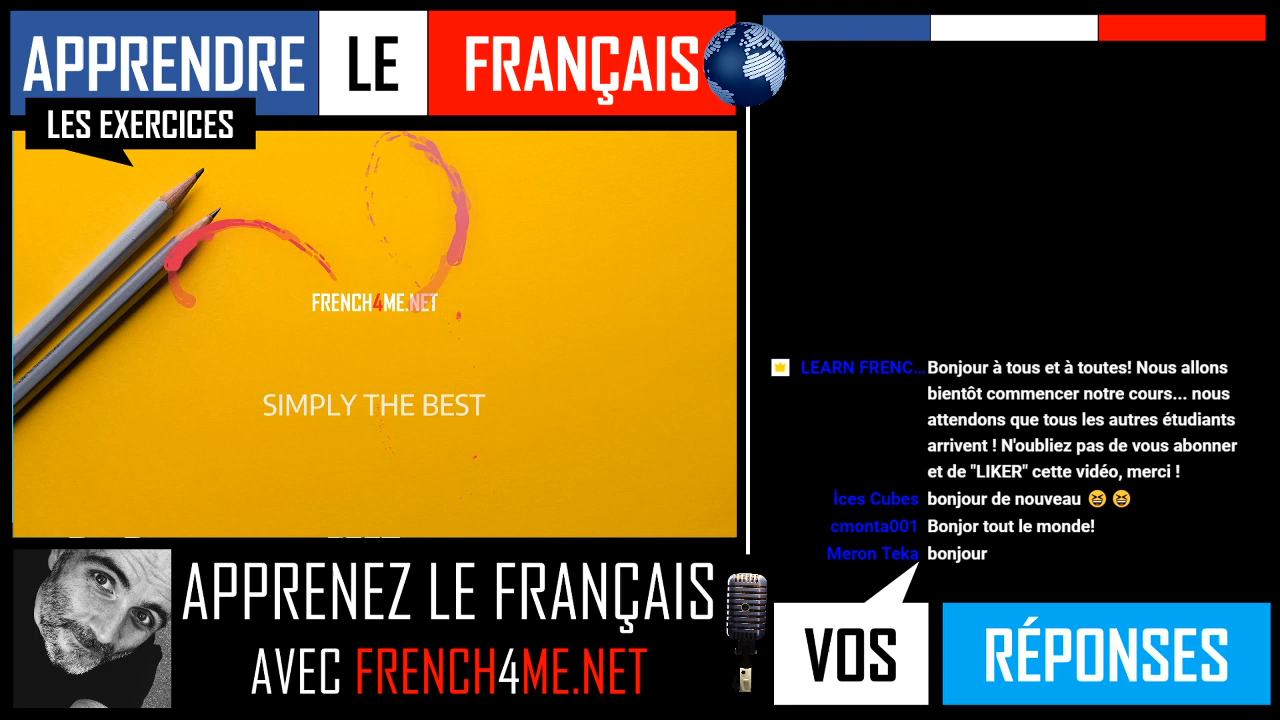 APPRENDRE LE FRANÇAIS
LES EXERCICES
FRENCH4ME.NET
SIMPLY THE BEST
LEARN FRENC... Bonjour à tous et à toutes! Nous allons
bientôt commencer notre cours... nous
attendons que tous les autres étudiants
arrivent ! N'oubliez pas de vous abonner
et de "LIKER" cette vidéo, merci !
İces Cubes bonjour de nouveau 😆 😆
cmonta001 Bonjor tout le monde!
Meron Teka bonjour
APPRENEZ LE FRANÇAIS
AVEC FRENCH4ME.NET
VOS RÉPONSES